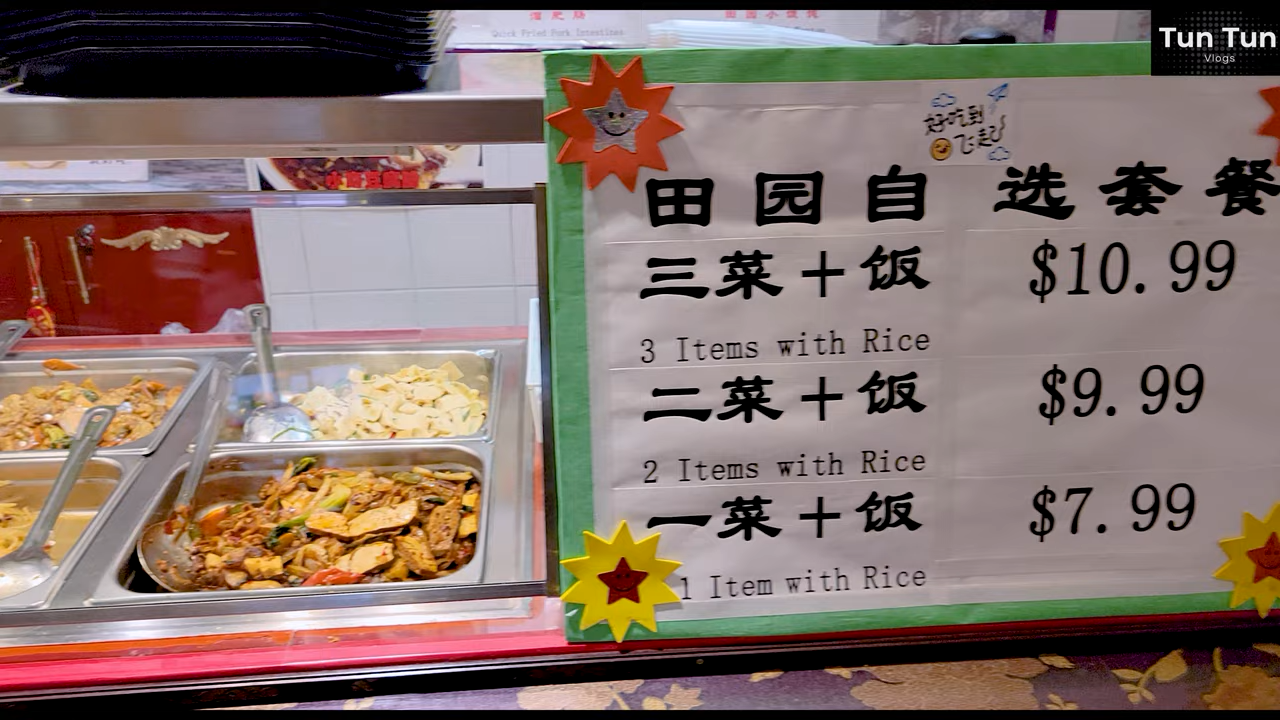 Quick Fried Pork Intestines
Tun Tun
Vlogs
好吃到
飞起
田园自选套餐
三菜+饭 $10.99
3 Items with Rice
二菜+饭 $9.99
2 Items with Rice
一菜+饭 $7.99
1 Item with Rice